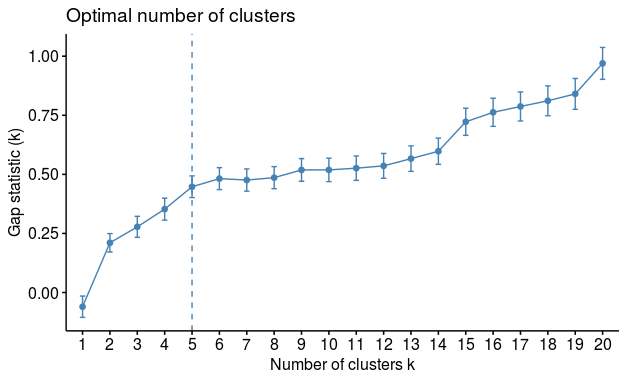 Optimal number of clusters
Gap statistic (k)
1.00
0.75
0.50
0.25
0.00
1 2 3 4 5 6 7 8 9 10 11 12 13 14 15 16 17 18 19 20
Number of clusters k